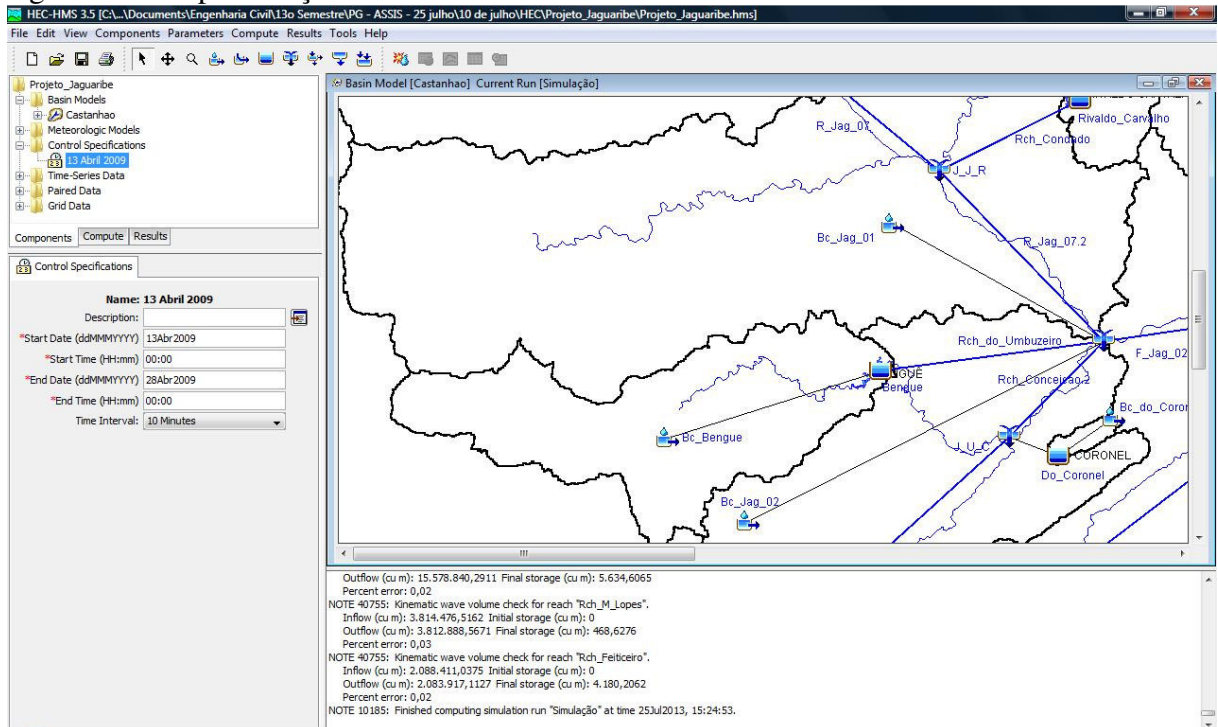 HEC-HMS 3.5 [C:\...\Documents\Engenharia Civil\13o Semestre\PG - ASSIS - 25 julho\10 de julho\HEC\Projeto_Jaguaribe\Projeto_Jaguaribe.hms]
File Edit View Components Parameters Compute Results Tools Help
Projeto_Jaguaribe
Basin Models
Castanhao
Meteorologic Models
Control Specifications
13 Abril 2009
Time-Series Data
Paired Data
Grid Data
Components Compute Results
Control Specifications
Name: 13 Abril 2009
Description:
*Start Date (ddMMMYYYY) 13Abr2009
*Start Time (HH:mm) 00:00
*End Date (ddMMMYYYY) 28Abr2009
*End Time (HH:mm) 00:00
Time Interval: 10 Minutes
Basin Model [Castanhao] Current Run [Simulação]
R_Jag_07
Rivaldo_Carvalho
Rch_Condado
J_J_R
Bc_Jag_01
R_Jag_07.2
Rch_do_Umbuzeiro
F_Jag_02
Bengue
Rch_Conceicao.2
Bc_do_Coron
Bc_Bengue
J_U_C
CORONEL
Do_Coronel
Bc_Jag_02
Outflow (cu m): 15.578.840,2911 Final storage (cu m): 5.634,6065
Percent error: 0,02
NOTE 40755: Kinematic wave volume check for reach "Rch_M_Lopes".
Inflow (cu m): 3.814.476,5162 Initial storage (cu m): 0
Outflow (cu m): 3.812.888,5671 Final storage (cu m): 468,6276
Percent error: 0,03
NOTE 40755: Kinematic wave volume check for reach "Rch_Feiticeiro".
Inflow (cu m): 2.088.411,0375 Initial storage (cu m): 0
Outflow (cu m): 2.083.917,1127 Final storage (cu m): 4.180,2062
Percent error: 0,02
NOTE 10185: Finished computing simulation run "Simulação" at time 25Jul2013, 15:24:53.